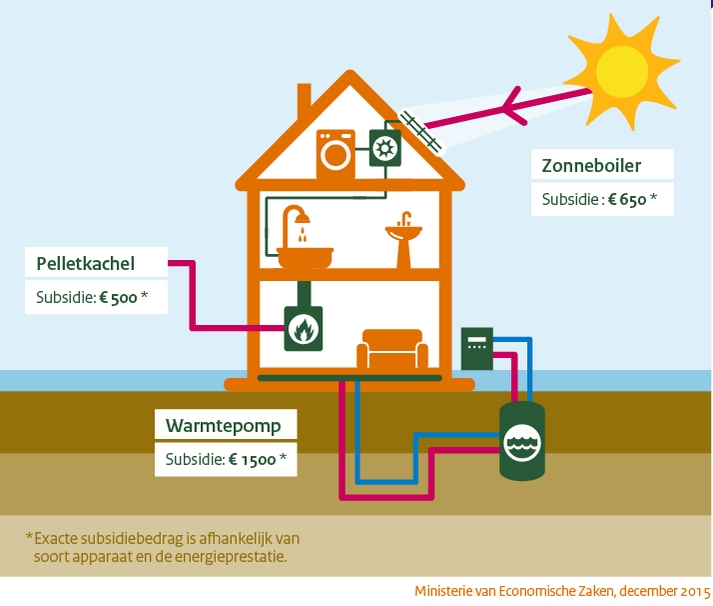 Zonneboiler
Subsidie : € 650 *
Pelletkachel
Subsidie: € 500 *
Warmtepomp
Subsidie: € 1500 *
*Exacte subsidiebedrag is afhankelijk van
soort apparaat en de energieprestatie.
Ministerie van Economische Zaken, december 2015